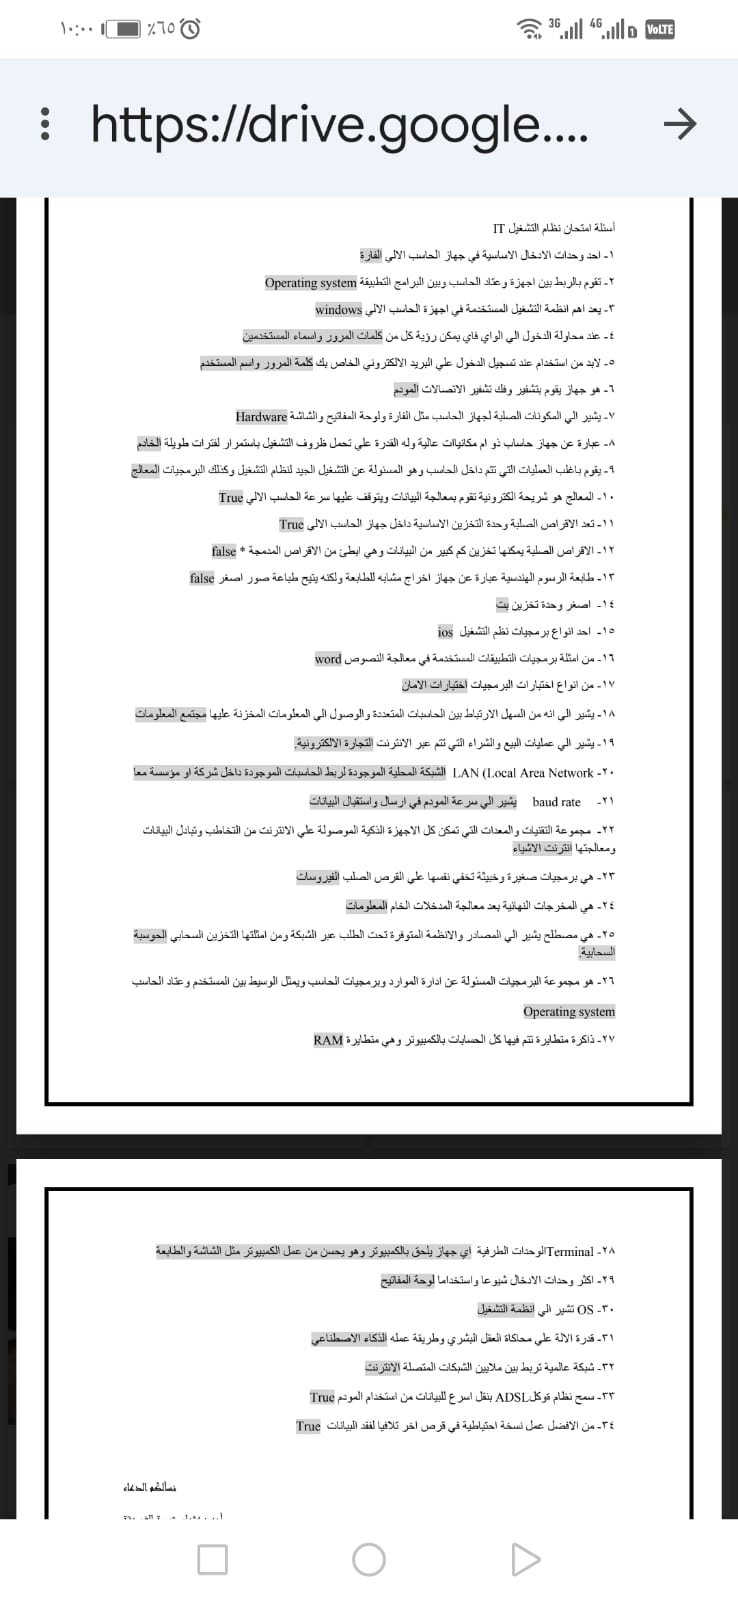 ١٠:٠٠ ٪٦٥ 3G 4G 1 VoLTE
https://drive.google....
أسئلة امتحان نظام التشغيل IT
١- احد وحدات الادخال الاساسية في جهاز الحاسب الالي الفارة
٢- تقوم بالربط بين اجهزة وعتاد الحاسب وبين البرامج التطبيقة Operating system
٣- يعد اهم انظمة التشغيل المستخدمة في اجهزة الحاسب الالي windows
٤- عند محاولة الدخول الي الواي فاي يمكن رؤية كل من كلمات المرور واسماء المستخدمين
٥- لابد من استخدام عند تسجيل الدخول علي البريد الالكتروني الخاص بك كلمة المرور واسم المستخدم
٦- هو جهاز يقوم بتشفير وفك تشفير الاتصالات المودم
٧- يشير الي المكونات الصلبة لجهاز الحاسب مثل الفارة ولوحة المفاتيح والشاشة Hardware
٨- عبارة عن جهاز حاساب ذو ام مكانياات عالية وله القدرة علي تحمل ظروف التشغيل باستمرار لفترات طويلة الخادم
٩- يقوم باغلب العمليات التي تتم داخل الحاسب وهو المسئولة عن التشغيل الجيد لنظام التشغيل وكذلك البرمجيات المعالج
١٠- المعالج هو شريحة الكترونية تقوم بمعالجة البيانات ويتوقف عليها سرعة الحاسب الالي True
١١- تعد الاقراص الصلبة وحدة التخزين الاساسية داخل جهاز الحاسب الالي True
١٢- الاقراص الصلبة يمكنها تخزين كم كبير من البيانات وهي ابطئ من الاقراص المدمجة * false
١٣- طابعة الرسوم الهندسية عبارة عن جهاز اخراج مشابه للطابعة ولكنه يتيح طباعة صور اصغر false
١٤- اصغر وحدة تخزين بت
١٥- احد انواع برمجيات نظم التشغيل ios
١٦- من امثلة برمجيات التطبيقات المستخدمة في معالجة النصوص word
١٧- من انواع اختبارات البرمجيات اختبارات الامان
١٨- يشير الي انه من السهل الارتباط بين الحاسبات المتعددة والوصول الي المعلومات المخزنة عليها مجتمع المعلومات
١٩- يشير الي عمليات البيع والشراء التي تتم عبر الانترنت التجارة الالكترونية.
٢٠- LAN (Local Area Network الشبكة المحلية الموجودة لربط الحاسبات الموجودة داخل شركة او مؤسسة معا
٢١- baud rate يشير الي سرعة المودم في ارسال واستقبال البيانات
٢٢- مجموعة التقنيات والمعدات التي تمكن كل الاجهزة الذكية الموصولة علي الانترنت من التخاطب وتبادل البيانات
ومعالجتها انترنت الاشياء
٢٣- هي برمجيات صغيرة وخبيثة تخفي نفسها علي القرص الصلب الفيروسات
٢٤- هي المخرجات النهائية بعد معالجة المدخلات الخام المعلومات
٢٥- هي مصطلح يشير الي المصادر والانظمة المتوفرة تحت الطلب عبر الشبكة ومن امثلتها التخزين السحابي الحوسبة
السحابية.
٢٦- هو مجموعة البرمجيات المسئولة عن ادارة الموارد وبرمجيات الحاسب ويمثل الوسيط بين المستخدم وعتاد الحاسب
Operating system
٢٧- ذاكرة متطايرة تتم فيها كل الحسابات بالكمبيوتر وهي متطايرة RAM
٢٨- Terminalالوحدات الطرفية اي جهاز يلحق بالكمبيوتر وهو يحسن من عمل الكمبيوتر مثل الشاشة والطابعة
٢٩- اكثر وحدات الادخال شيوعا واستخداما لوحة المفاتيح
٣٠- OS تشير الي انظمة التشغيل
٣١- قدرة الالة علي محاكاة العقل البشري وطريقة عمله الذكاء الاصطناعي
٣٢- شبكة عالمية تربط بين ملايين الشبكات المتصلة الانترنت
٣٣- سمح نظام توكلADSL بنقل اسرع للبيانات من استخدام المودم True
٣٤- من الافضل عمل نسخة احتياطية في قرص اخر تلافيا لفقد البيانات True
نسألكم الدعاء